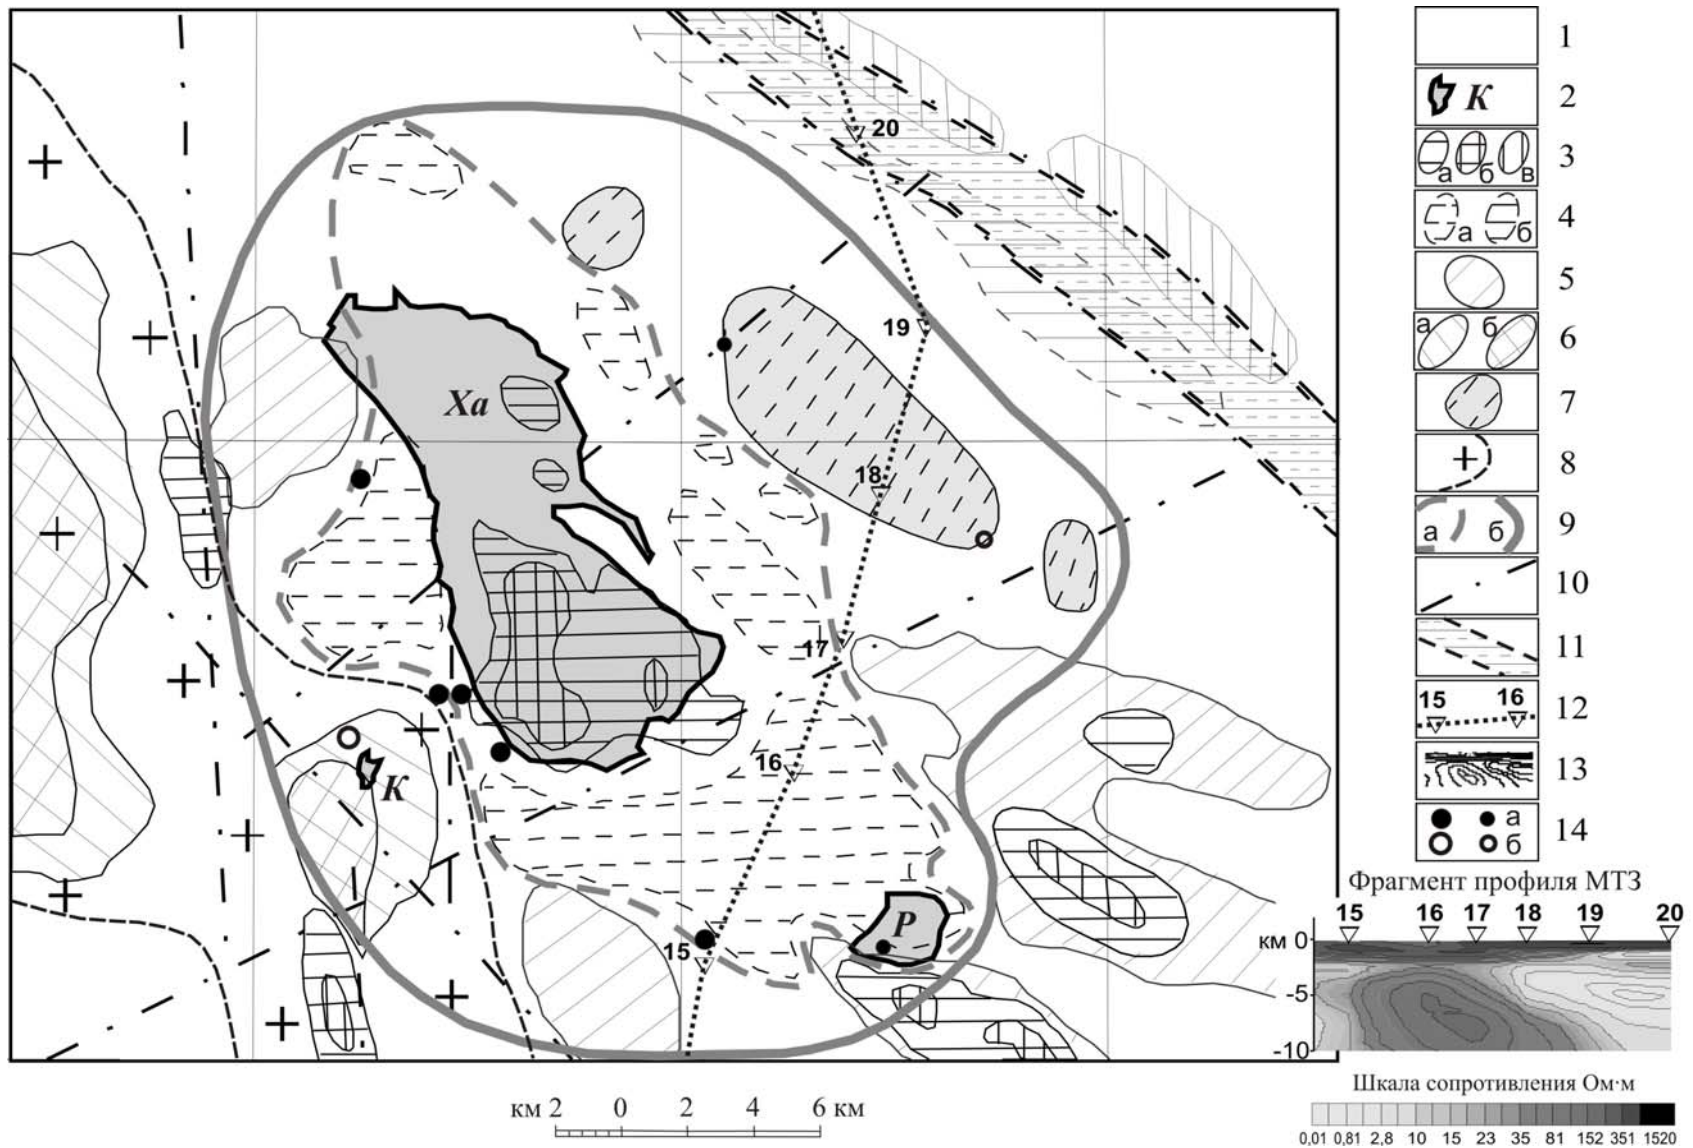 1
К 2
а б в 3
а б 4
5
а б 6
7
8
а б 9
10
11
15 16 12
13
а
б 14
20
19
Ха
18
17
16
К
Р
15
Фрагмент профиля МТЗ
15 16 17 18 19 20
км 0
-5
-10
Шкала сопротивления Ом·м
0,01 0,81 2,8 10 15 23 35 81 152 351 1520
км 2 0 2 4 6 км